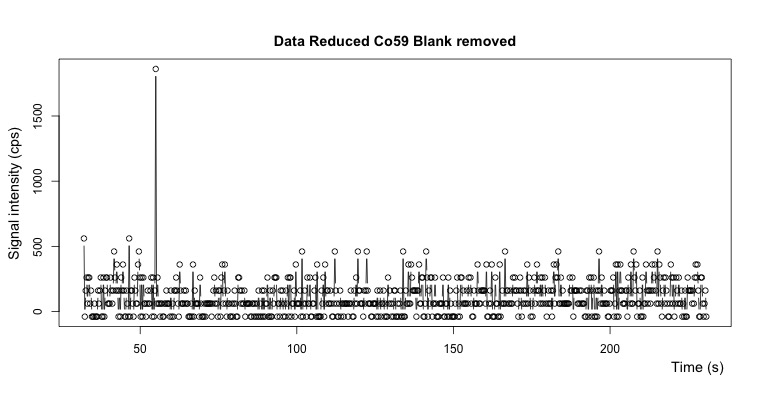 Data Reduced Co59 Blank removed
Signal intensity (cps)
1500
1000
500
0
50 100 150 200
Time (s)